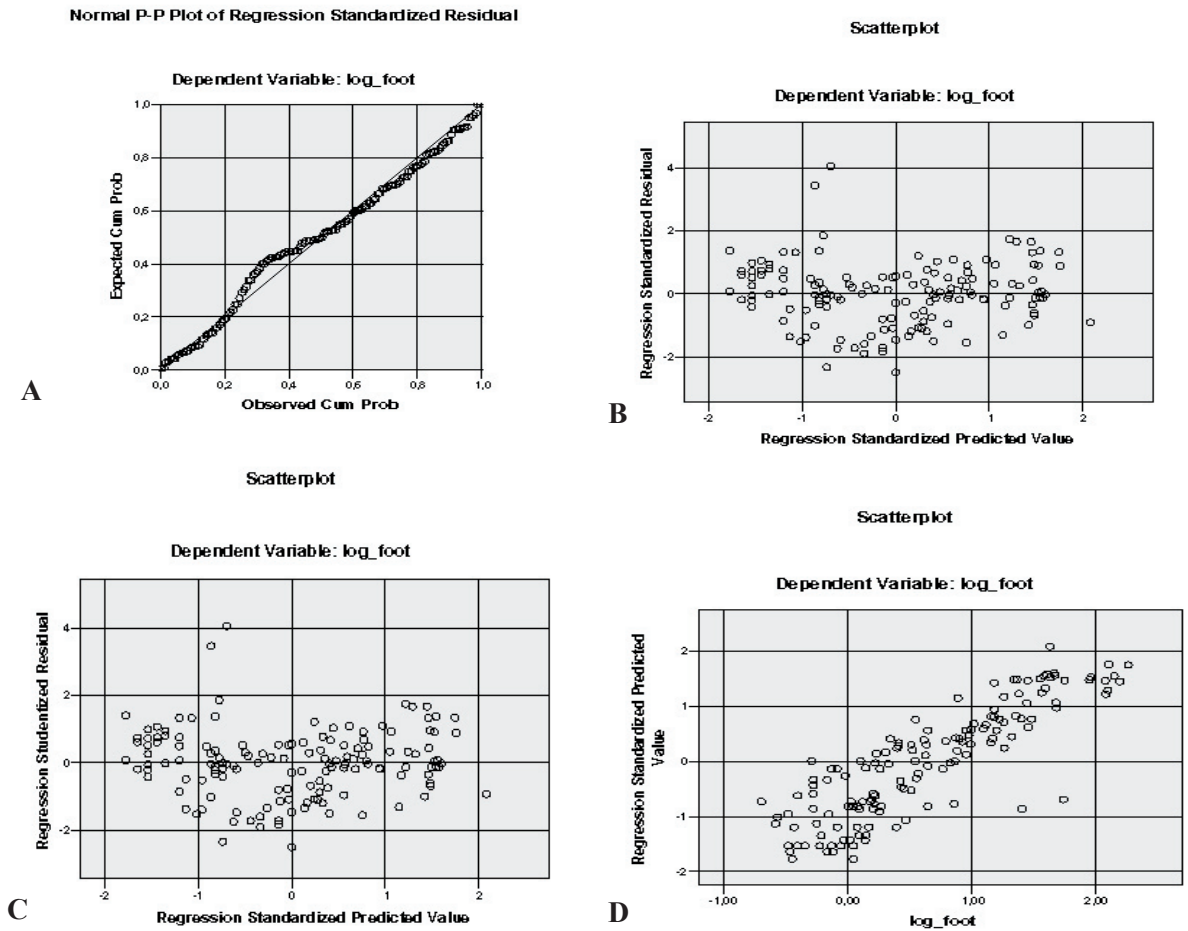 Normal P-P Plot of Regression Standardized Residual
Dependent Variable: log_foot
Expected Cum Prob
1,0
0,8
0,6
0,4
0,2
0,0
0,0 0,2 0,4 0,6 0,8 1,0
Observed Cum Prob
A
Scatterplot
Dependent Variable: log_foot
Regression Standardized Residual
4
2
0
-2
-2 -1 0 1 2
Regression Standardized Predicted Value
B
Scatterplot
Dependent Variable: log_foot
Regression Studentized Residual
4
2
0
-2
-2 -1 0 1 2
Regression Standardized Predicted Value
C
Scatterplot
Dependent Variable: log_foot
Regression Standardized Predicted
Value
2
1
0
-1
-2
-1,00 0,00 1,00 2,00
log_foot
D